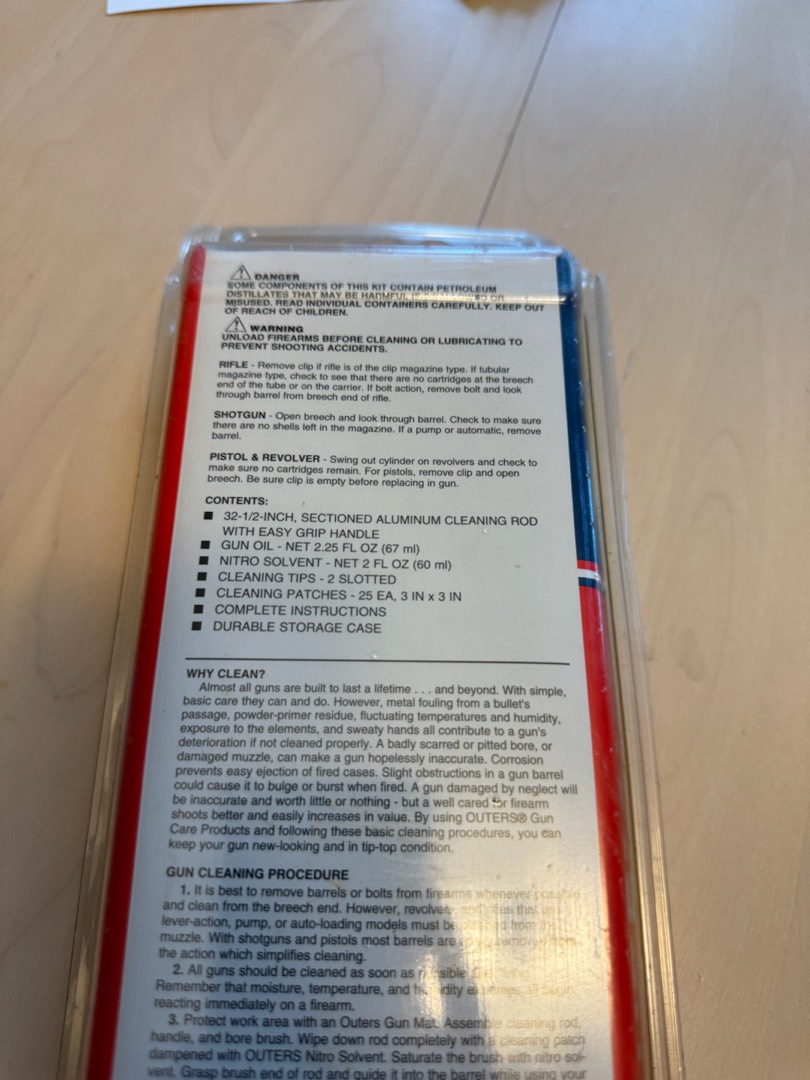 DANGER
SOME COMPONENTS OF THIS KIT CONTAIN PETROLEUM
DISTILLATES THAT MAY BE HARMFUL OR
MISUSED. READ INDIVIDUAL CONTAINERS CAREFULLY. KEEP OUT
OF REACH OF CHILDREN.
WARNING
UNLOAD FIREARMS BEFORE CLEANING OR LUBRICATING TO
PREVENT SHOOTING ACCIDENTS.
RIFLE - Remove clip if rifle is of the clip magazine type. If tubular
magazine type, check to see that there are no cartridges at the breech
end of the tube or on the carrier. If bolt action, remove bolt and look
through barrel from breech end of rifle.
SHOTGUN - Open breech and look through barrel. Check to make sure
there are no shells left in the magazine. If a pump or automatic, remove
barrel.
PISTOL & REVOLVER - Swing out cylinder on revolvers and check to
make sure no cartridges remain. For pistols, remove clip and open
breech. Be sure clip is empty before replacing in gun.
CONTENTS:
■ 32-1/2-INCH, SECTIONED ALUMINUM CLEANING ROD
WITH EASY GRIP HANDLE
■ GUN OIL - NET 2.25 FL OZ (67 ml)
■ NITRO SOLVENT - NET 2 FL OZ (60 ml)
■ CLEANING TIPS - 2 SLOTTED
■ CLEANING PATCHES - 25 EA, 3 IN x 3 IN
■ COMPLETE INSTRUCTIONS
■ DURABLE STORAGE CASE
WHY CLEAN?
Almost all guns are built to last a lifetime . . . and beyond. With simple,
basic care they can and do. However, metal fouling from a bullet's
passage, powder-primer residue, fluctuating temperatures and humidity,
exposure to the elements, and sweaty hands all contribute to a gun's
deterioration if not cleaned properly. A badly scarred or pitted bore, or
damaged muzzle, can make a gun hopelessly inaccurate. Corrosion
prevents easy ejection of fired cases. Slight obstructions in a gun barrel
could cause it to bulge or burst when fired. A gun damaged by neglect will
be inaccurate and worth little or nothing - but a well cared for firearm
shoots better and easily increases in value. By using OUTERS® Gun
Care Products and following these basic cleaning procedures, you can
keep your gun new-looking and in tip-top condition.
GUN CLEANING PROCEDURE
1. It is best to remove barrels or bolts from firearms whenever possible
and clean from the breech end. However,
lever-action, pump, or auto-loading models must from
muzzle. With shotguns and pistols most barrels are from
the action which simplifies cleaning.
2. All guns should be cleaned as soon as
Remember that moisture, temperature, and
reacting immediately on a firearm.
3. Protect work area with an Outers Gun Mat. Assemble cleaning rod,
handle, and bore brush. Wipe down rod completely with a cleaning patch
dampened with OUTERS Nitro Solvent. Saturate the brush with nitro sol-
vent. Grasp brush end of rod and guide it into the barrel while using your